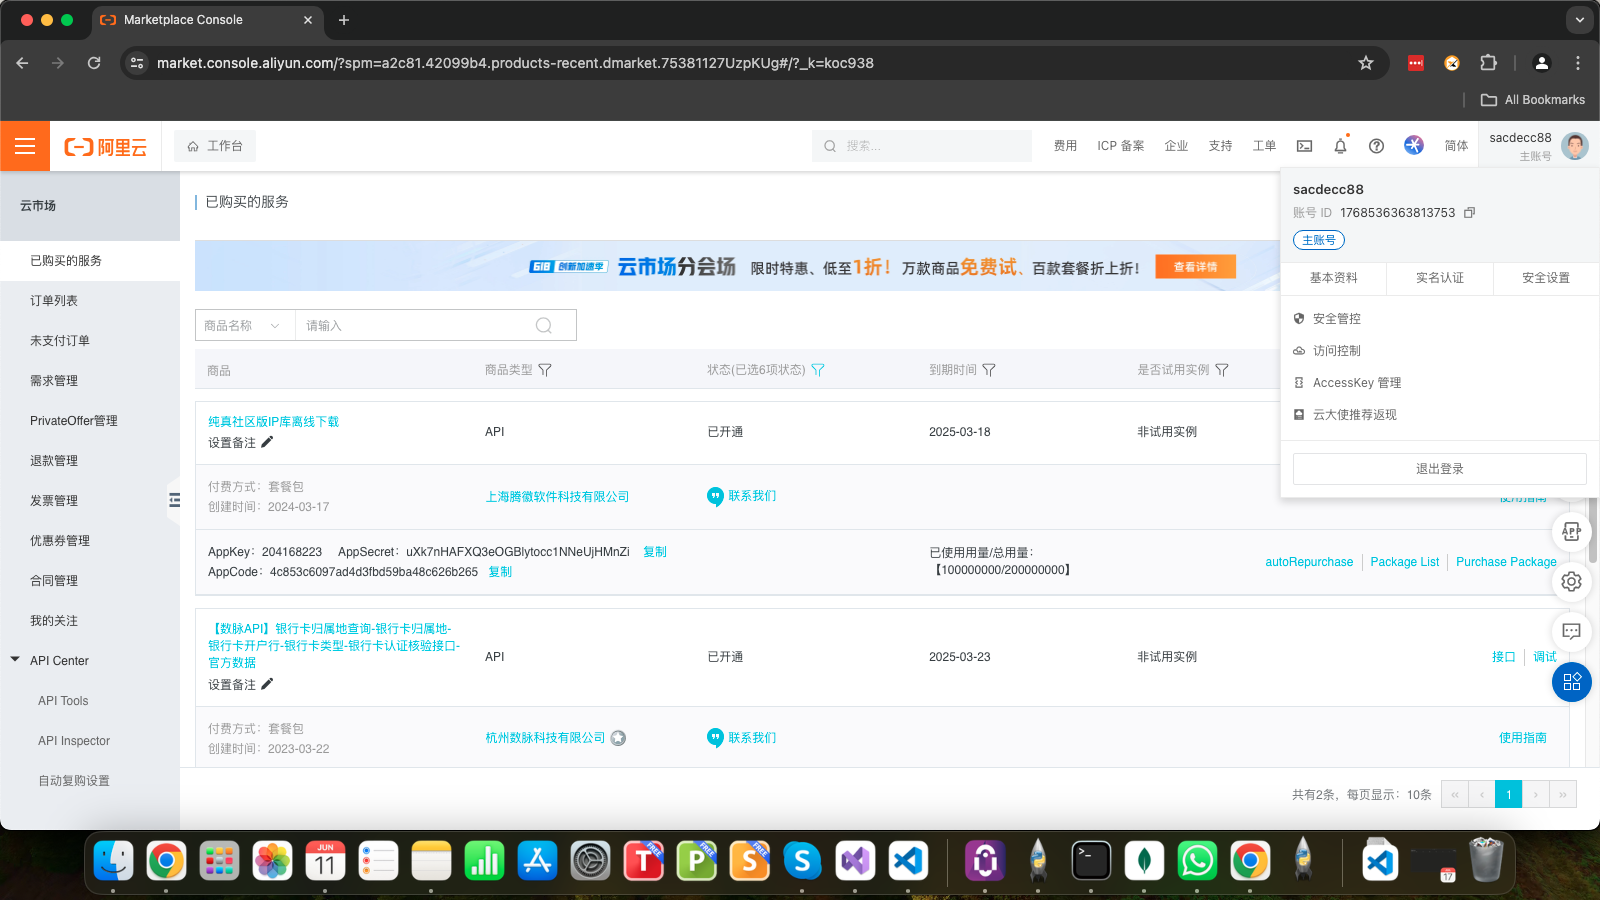 Marketplace Console
market.console.aliyun.com/?spm=a2c81.42099b4.products-recent.dmarket.75381127UzpKUg#/?_k=koc938
All Bookmarks
阿里云
工作台
搜索...
费用
ICP 备案
企业
支持
工单
简体
sacdecc88
主账号
云市场
已购买的服务
订单列表
未支付订单
需求管理
PrivateOffer管理
退款管理
发票管理
优惠券管理
合同管理
我的关注
API Center
API Tools
API Inspector
自动复购设置
已购买的服务
618 创新加速季 云市场分会场 限时特惠、低至1折！万款商品免费试、百款套餐折上折！ 查看详情
商品名称
请输入
商品
商品类型
状态(已选6项状态)
到期时间
是否试用实例
纯真社区版IP库离线下载
设置备注
API
已开通
2025-03-18
非试用实例
付费方式：套餐包
创建时间：2024-03-17
上海腾徽软件科技有限公司
联系我们
使用指南
AppKey：204168223 AppSecret：uXk7nHAFXQ3eOGBlytocc1NNeUjHMnZi 复制
AppCode：4c853c6097ad4d3fbd59ba48c626b265 复制
已使用用量/总用量：
【100000000/200000000】
autoRepurchase
Package List
Purchase Package
【数脉API】银行卡归属地查询-银行卡归属地-
银行卡开户行-银行卡类型-银行卡认证核验接口-
官方数据
设置备注
API
已开通
2025-03-23
非试用实例
接口
调试
付费方式：套餐包
创建时间：2023-03-22
杭州数脉科技有限公司
联系我们
使用指南
共有2条，每页显示：10条
«
‹
1
›
»
sacdecc88
账号 ID 1768536363813753
主账号
基本资料
实名认证
安全设置
安全管控
访问控制
AccessKey 管理
云大使推荐返现
退出登录
APP
JUN
11
T
FREE
P
FREE
S
FREE
S
17